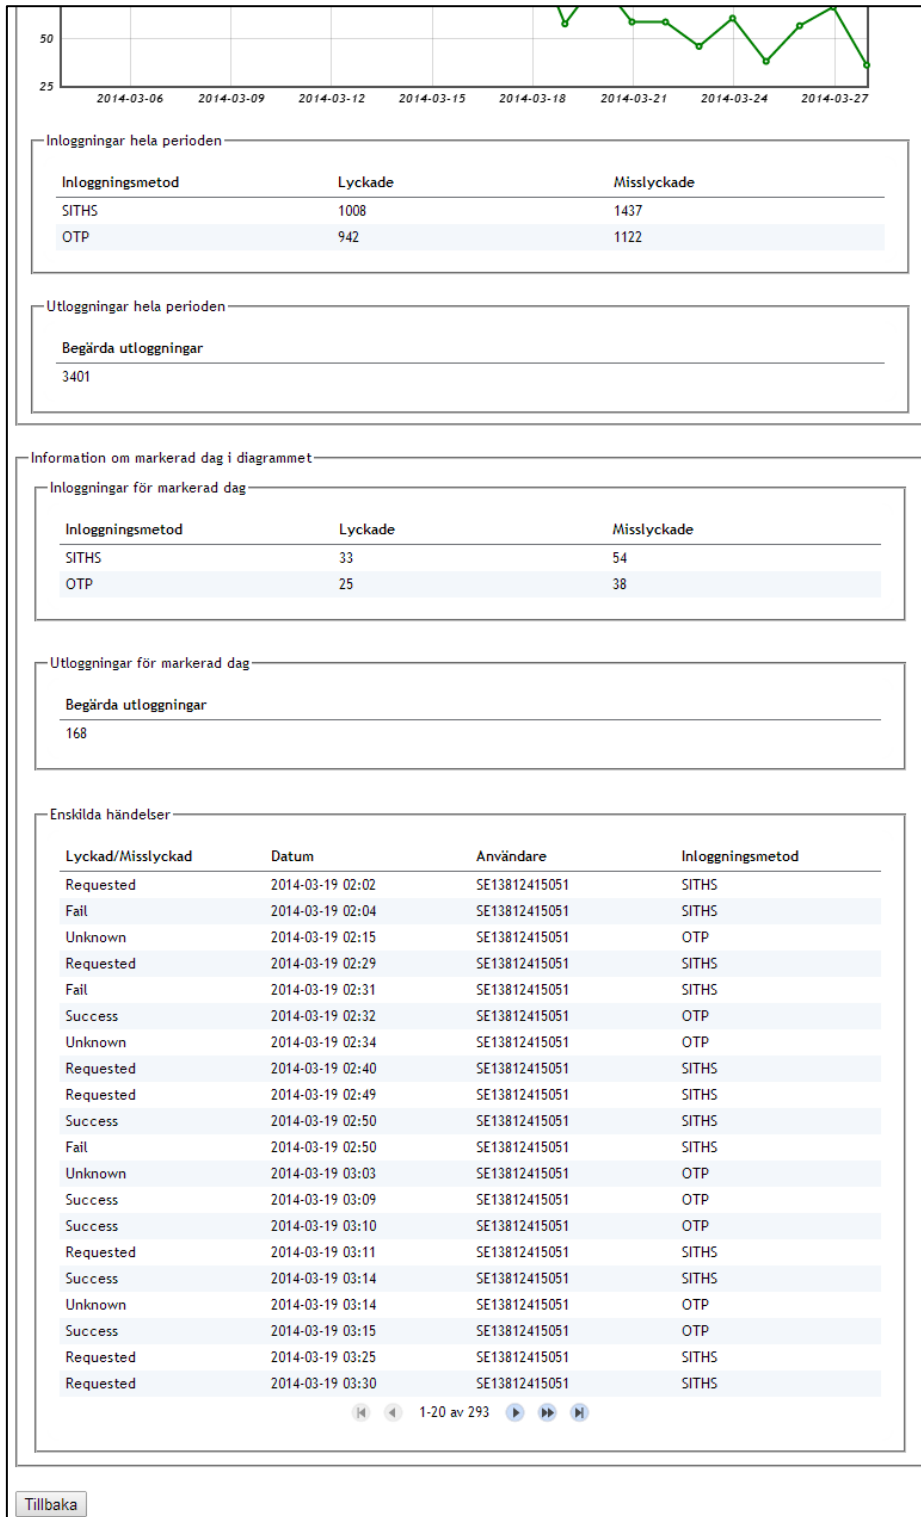 50
25
2014-03-06 2014-03-09 2014-03-12 2014-03-15 2014-03-18 2014-03-21 2014-03-24 2014-03-27
Inloggningar hela perioden
Inloggningsmetod Lyckade Misslyckade
SITHS 1008 1437
OTP 942 1122
Utloggningar hela perioden
Begärda utloggningar
3401
Information om markerad dag i diagrammet
Inloggningar för markerad dag
Inloggningsmetod Lyckade Misslyckade
SITHS 33 54
OTP 25 38
Utloggningar för markerad dag
Begärda utloggningar
168
Enskilda händelser
Lyckad/Misslyckad Datum Användare Inloggningsmetod
Requested 2014-03-19 02:02 SE13812415051 SITHS
Fail 2014-03-19 02:04 SE13812415051 SITHS
Unknown 2014-03-19 02:15 SE13812415051 OTP
Requested 2014-03-19 02:29 SE13812415051 SITHS
Fail 2014-03-19 02:31 SE13812415051 SITHS
Success 2014-03-19 02:32 SE13812415051 OTP
Unknown 2014-03-19 02:34 SE13812415051 OTP
Requested 2014-03-19 02:40 SE13812415051 SITHS
Requested 2014-03-19 02:49 SE13812415051 SITHS
Success 2014-03-19 02:50 SE13812415051 SITHS
Fail 2014-03-19 02:50 SE13812415051 SITHS
Unknown 2014-03-19 03:03 SE13812415051 OTP
Success 2014-03-19 03:09 SE13812415051 OTP
Success 2014-03-19 03:10 SE13812415051 OTP
Requested 2014-03-19 03:11 SE13812415051 SITHS
Success 2014-03-19 03:14 SE13812415051 SITHS
Unknown 2014-03-19 03:14 SE13812415051 OTP
Success 2014-03-19 03:15 SE13812415051 OTP
Requested 2014-03-19 03:25 SE13812415051 SITHS
Requested 2014-03-19 03:30 SE13812415051 SITHS
1-20 av 293
Tillbaka